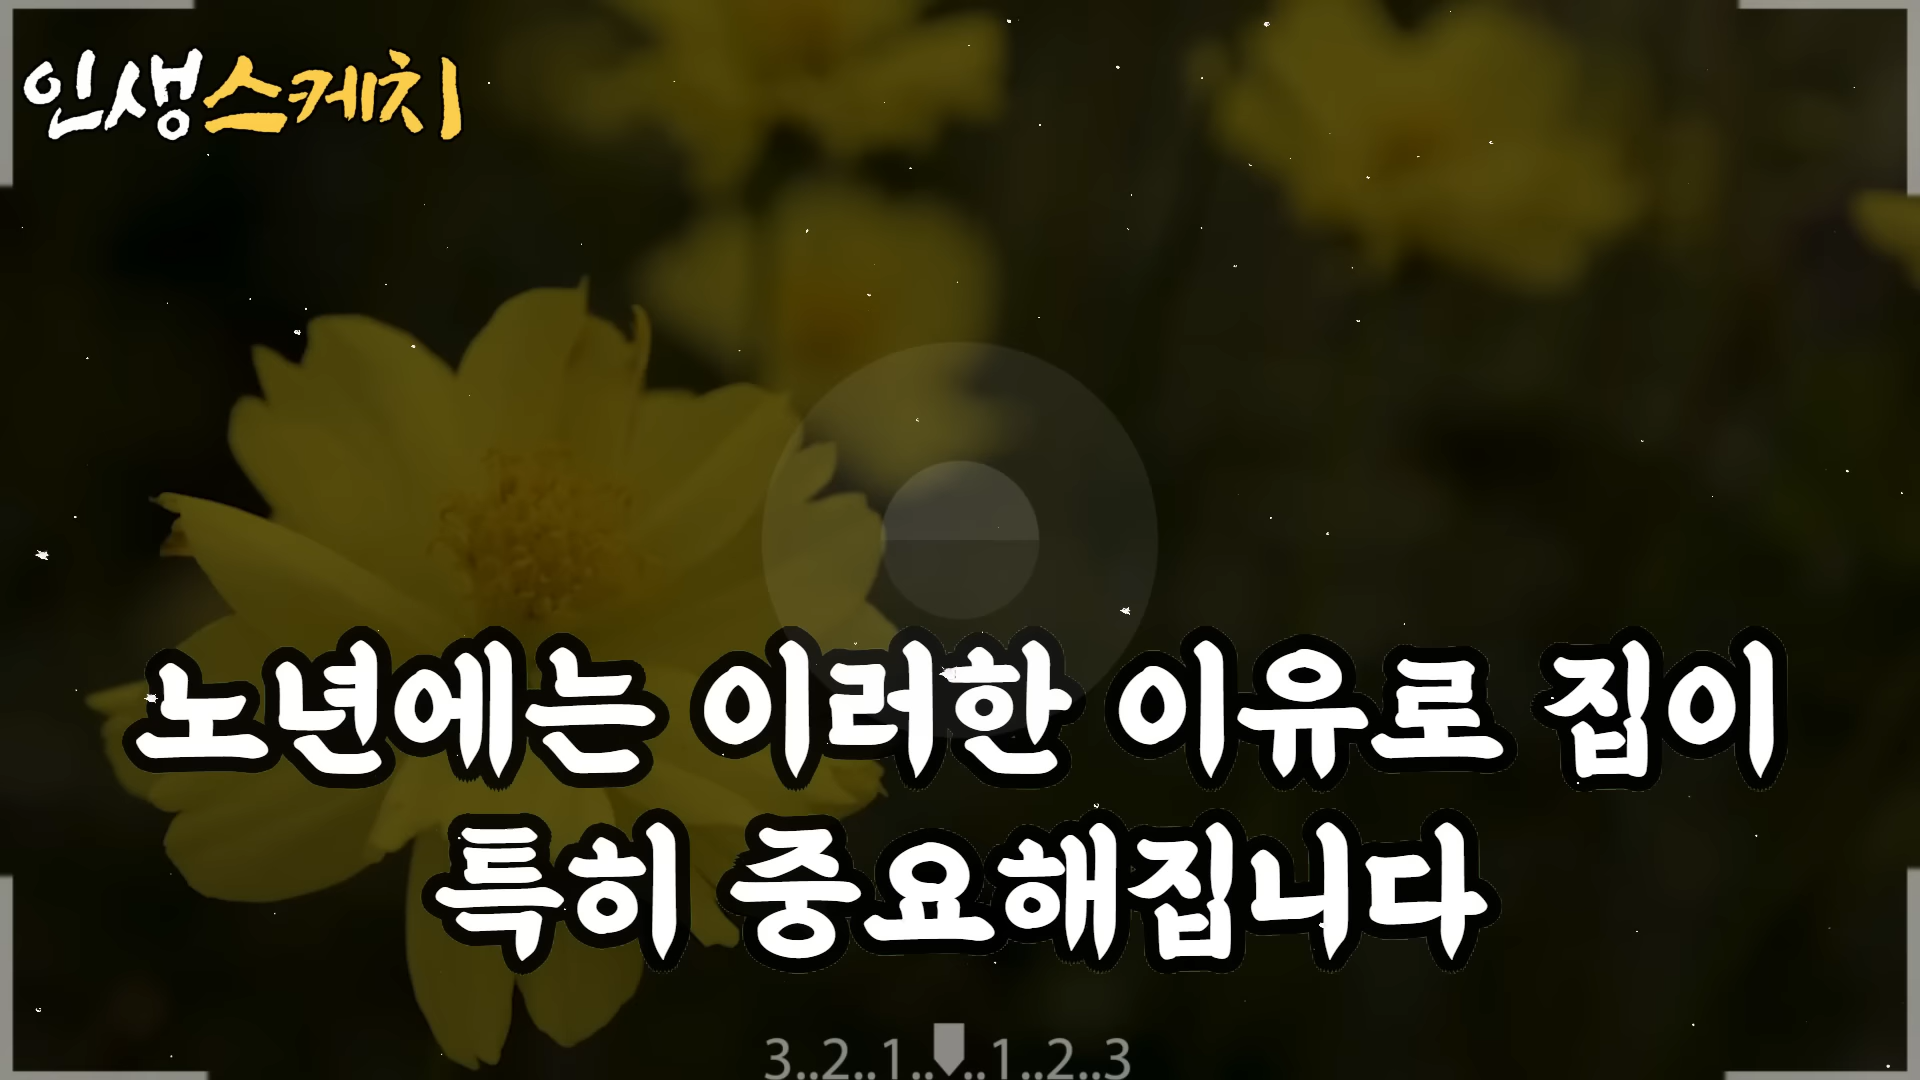 인생스케치
노년에는 이러한 이유로 집이
특히 중요해집니다
3..2..1.. ..1..2..3